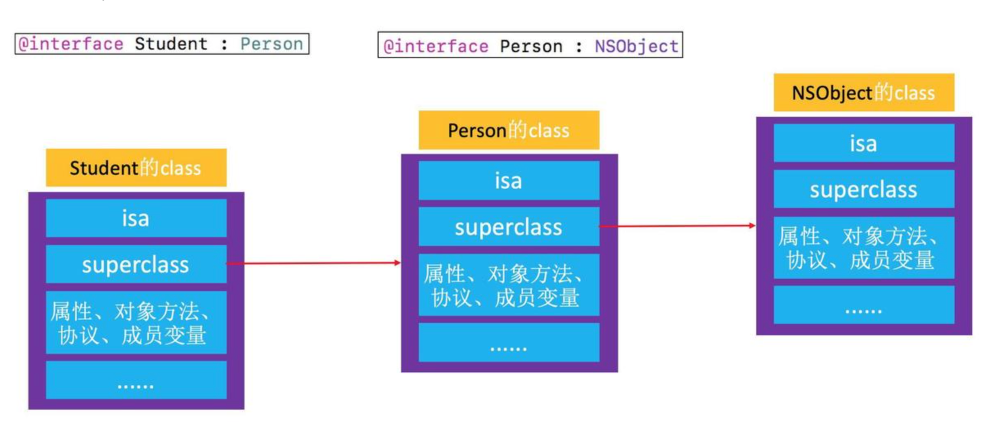 @interface Student : Person
@interface Person : NSObject
Student的class
isa
superclass
属性、对象方法、
协议、成员变量
......
Person的class
isa
superclass
属性、对象方法、
协议、成员变量
......
NSObject的class
isa
superclass
属性、对象方法、
协议、成员变量
......